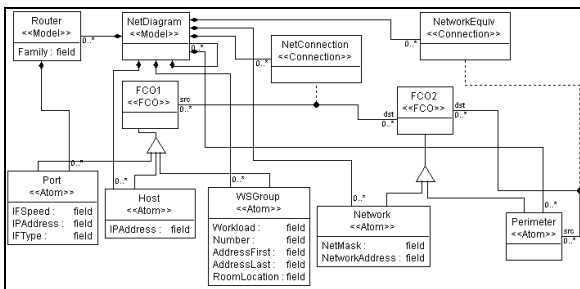 Router
<<Model>>
Family : field
NetDiagram
<<Model>>
NetConnection
<<Connection>>
NetworkEquiv
<<Connection>>
0..*
0..*
0..*
0..*
0..*
FCO1
<<FCO>>
src
0..*
FCO2
<<FCO>>
dst
0..*
dst
0..*
0..*
0..*
0..*
0..*
0..*
Port
<<Atom>>
IFSpeed : field
IPAddress : field
IFType : field
Host
<<Atom>>
IPAddress : field
WSGroup
<<Atom>>
Workload : field
Number : field
AddressFirst : field
AddressLast : field
RoomLocation : field
Network
<<Atom>>
NetMask : field
NetworkAddress : field
Perimeter
<<Atom>>
src
0..*